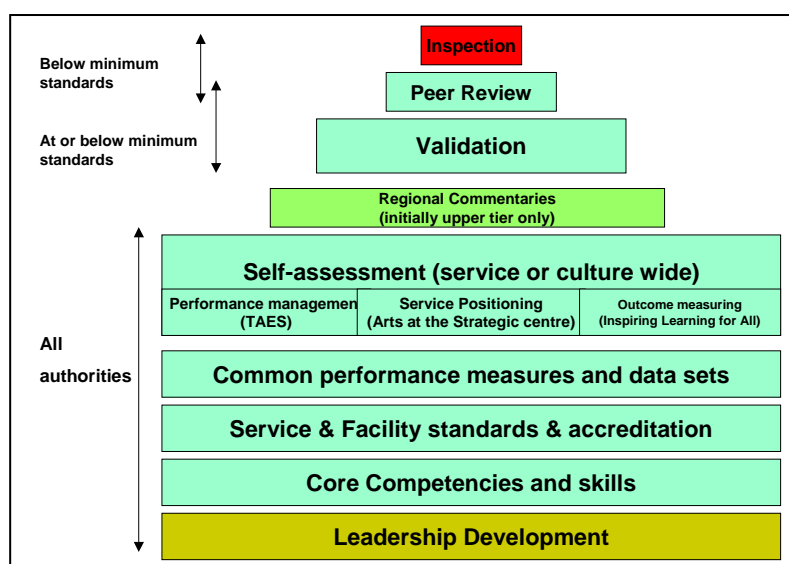 Inspection
Below minimum
standards
Peer Review
At or below minimum
standards
Validation
Regional Commentaries
(initially upper tier only)
Self-assessment (service or culture wide)
Performance managemen
(TAES)
Service Positioning
(Arts at the Strategic centre)
Outcome measuring
(Inspiring Learning for All)
All
authorities
Common performance measures and data sets
Service & Facility standards & accreditation
Core Competencies and skills
Leadership Development